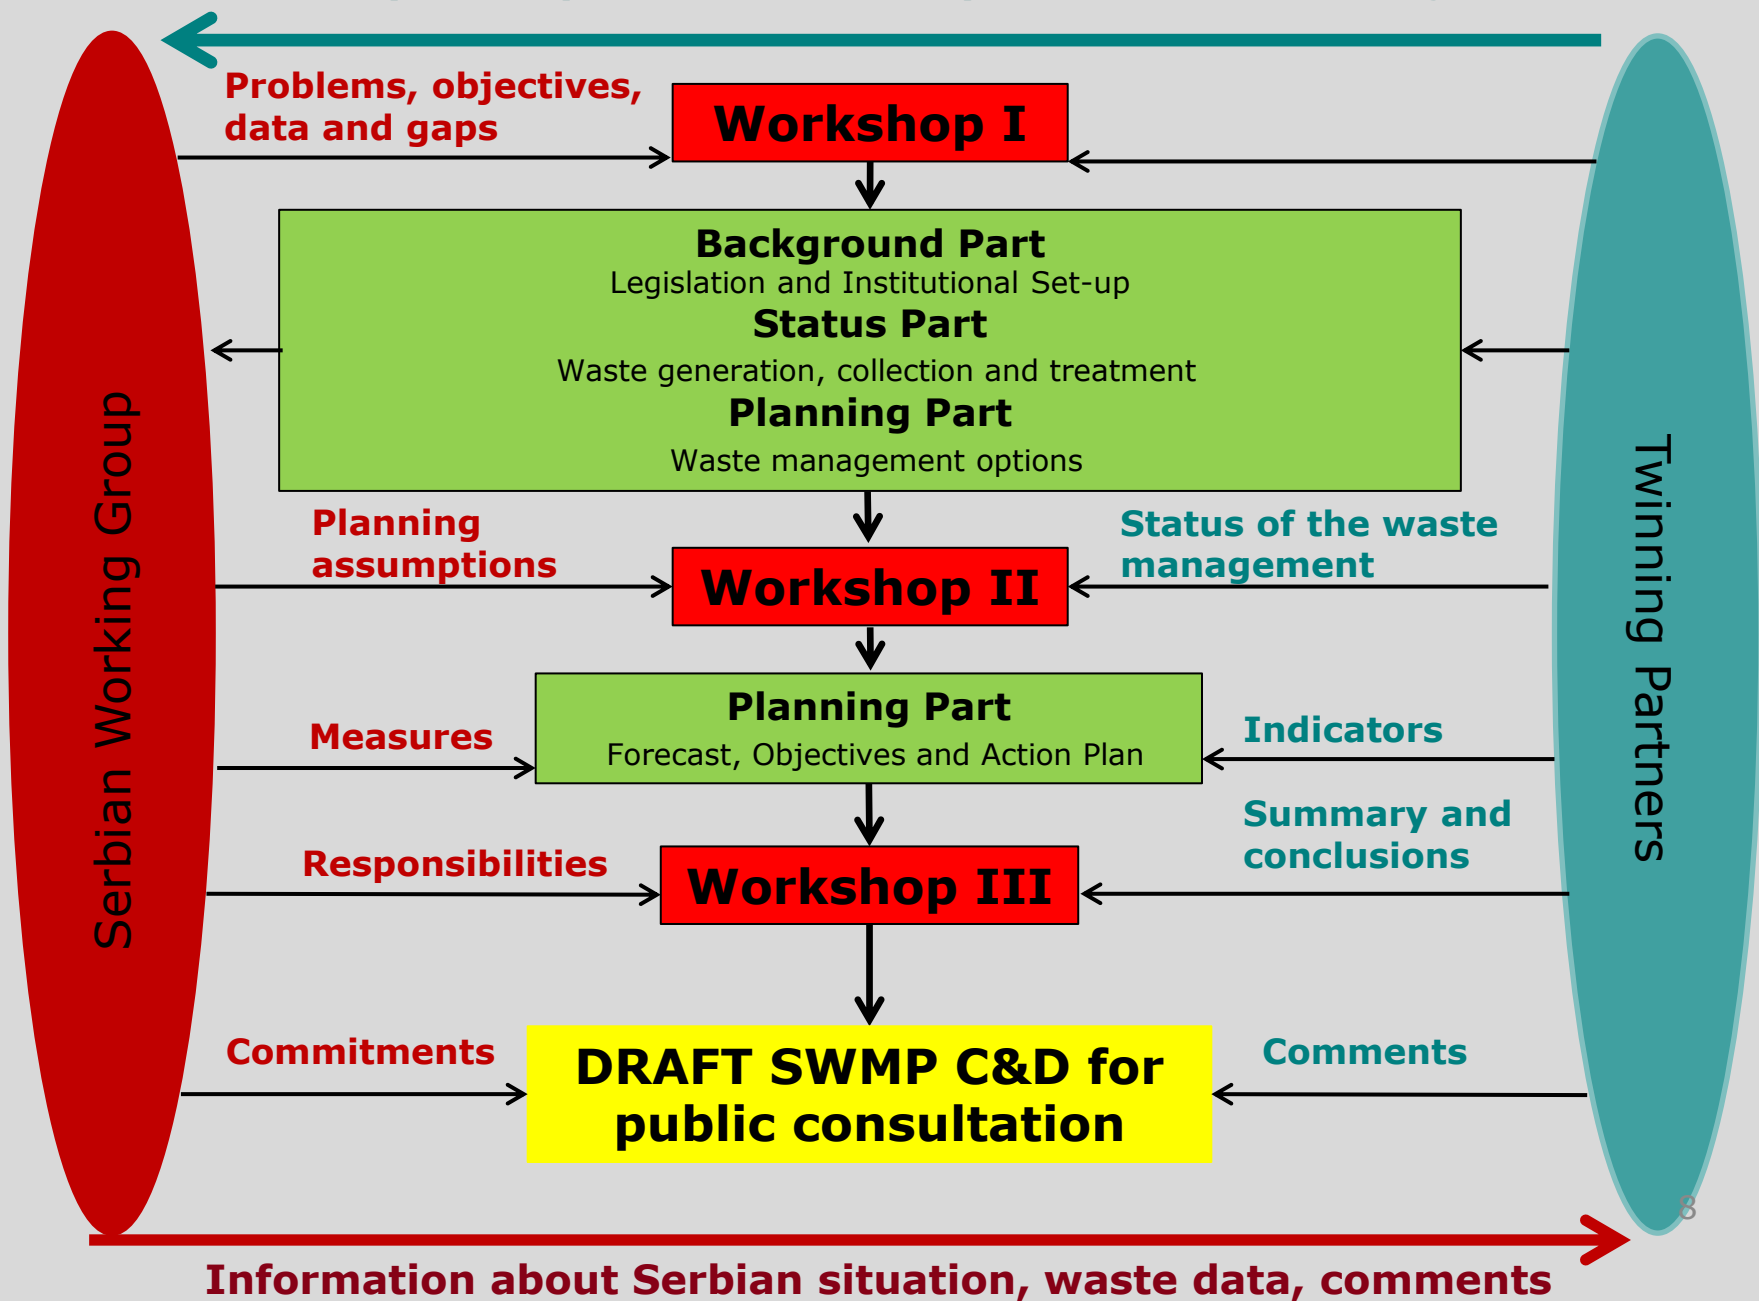 Problems, objectives,
data and gaps
Workshop I
Background Part
Legislation and Institutional Set-up
Status Part
Waste generation, collection and treatment
Planning Part
Waste management options
Serbian Working Group
Twinning Partners
Planning
assumptions
Workshop II
Status of the waste
management
Measures
Planning Part
Forecast, Objectives and Action Plan
Indicators
Responsibilities
Workshop III
Summary and
conclusions
Commitments
DRAFT SWMP C&D for
public consultation
Comments
8
Information about Serbian situation, waste data, comments